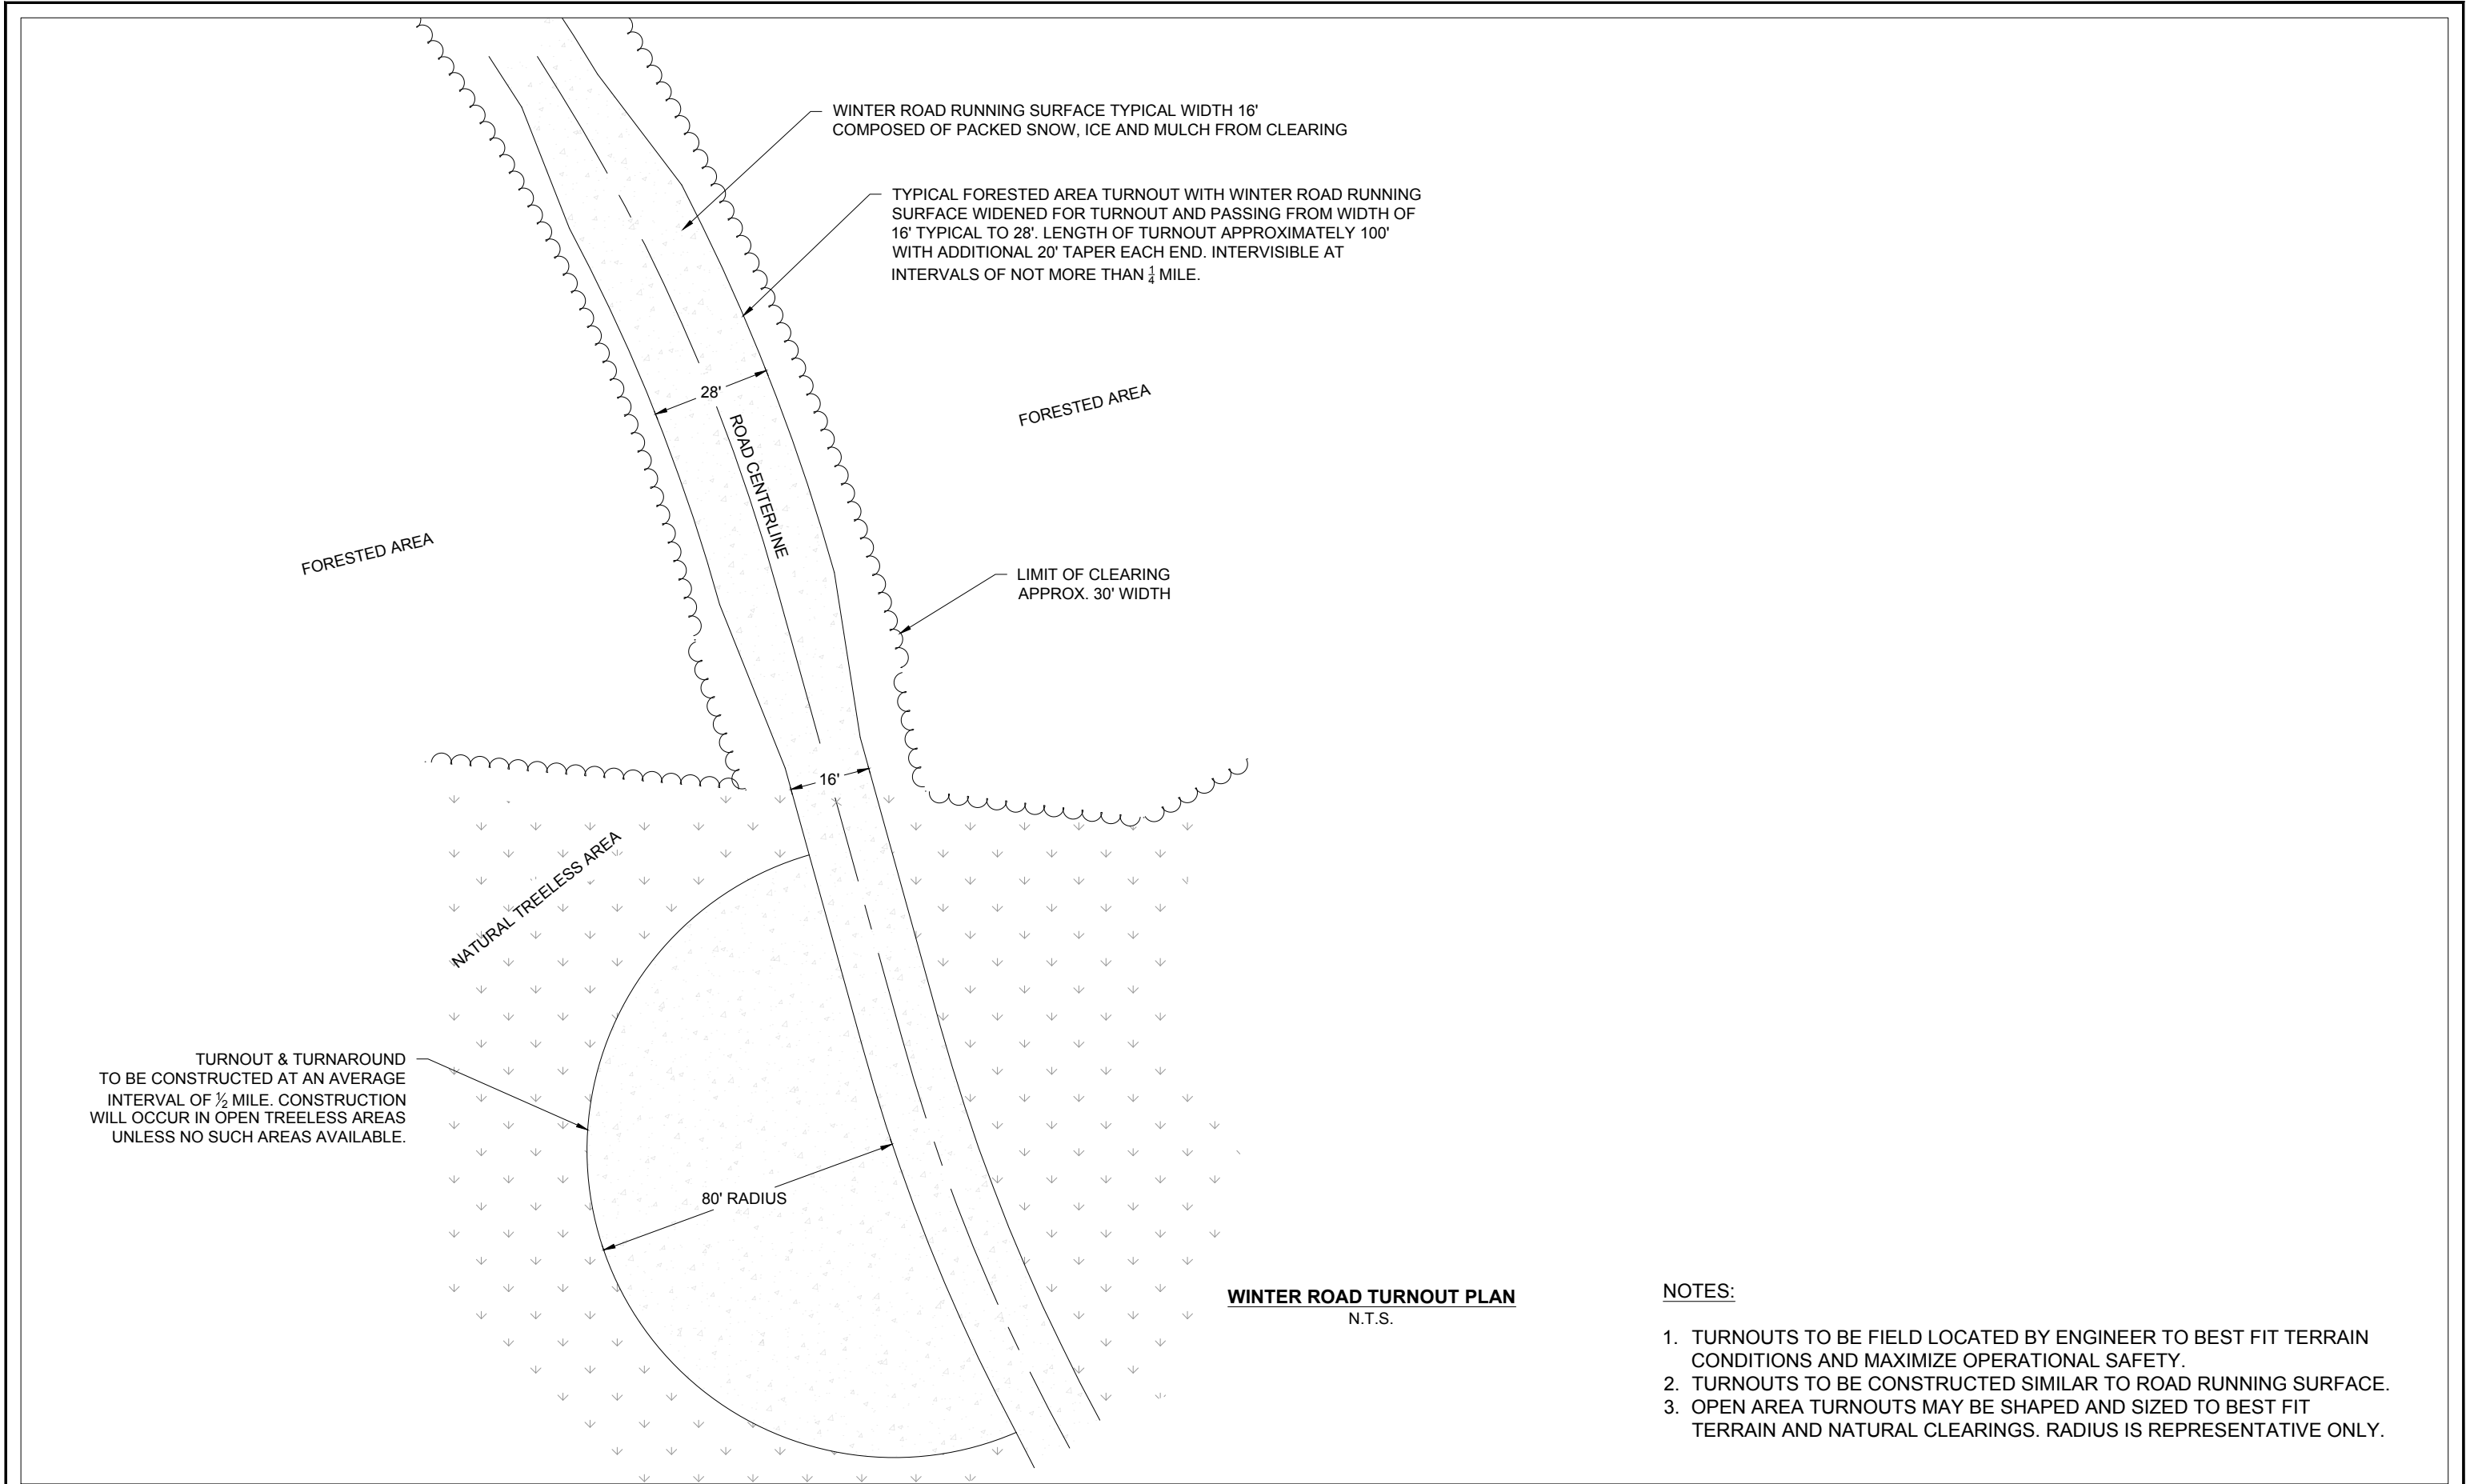 WINTER ROAD RUNNING SURFACE TYPICAL WIDTH 16'
COMPOSED OF PACKED SNOW, ICE AND MULCH FROM CLEARING
TYPICAL FORESTED AREA TURNOUT WITH WINTER ROAD RUNNING
SURFACE WIDENED FOR TURNOUT AND PASSING FROM WIDTH OF
16' TYPICAL TO 28'. LENGTH OF TURNOUT APPROXIMATELY 100'
WITH ADDITIONAL 20' TAPER EACH END. INTERVISIBLE AT
INTERVALS OF NOT MORE THAN 1/4 MILE.
28'
ROAD CENTERLINE
FORESTED AREA
FORESTED AREA
LIMIT OF CLEARING
APPROX. 30' WIDTH
16'
NATURAL TREELESS AREA
TURNOUT & TURNAROUND
TO BE CONSTRUCTED AT AN AVERAGE
INTERVAL OF 1/2 MILE. CONSTRUCTION
WILL OCCUR IN OPEN TREELESS AREAS
UNLESS NO SUCH AREAS AVAILABLE.
80' RADIUS
WINTER ROAD TURNOUT PLAN
N.T.S.
NOTES:
1. TURNOUTS TO BE FIELD LOCATED BY ENGINEER TO BEST FIT TERRAIN
CONDITIONS AND MAXIMIZE OPERATIONAL SAFETY.
2. TURNOUTS TO BE CONSTRUCTED SIMILAR TO ROAD RUNNING SURFACE.
3. OPEN AREA TURNOUTS MAY BE SHAPED AND SIZED TO BEST FIT
TERRAIN AND NATURAL CLEARINGS. RADIUS IS REPRESENTATIVE ONLY.